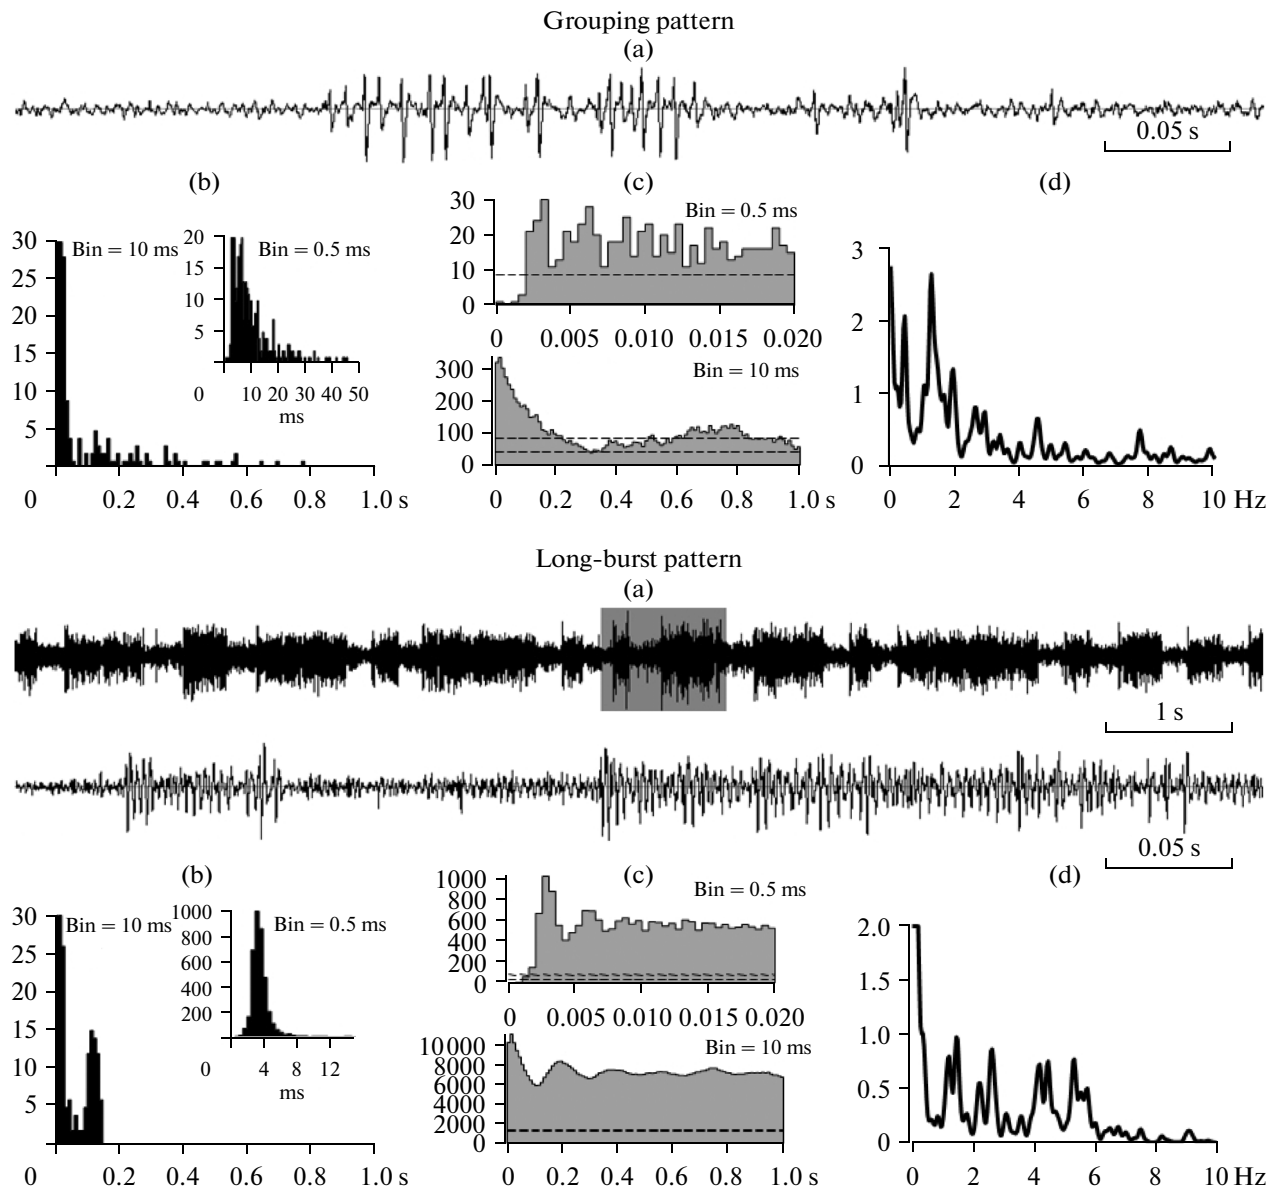 Grouping pattern
(a)
0.05 s
(b)
(c)
(d)
Bin = 10 ms
30
25
20
15
10
5
0 0.2 0.4 0.6 0.8 1.0 s
Bin = 0.5 ms
20
15
10
5
0 10 20 30 40 50
ms
Bin = 0.5 ms
30
20
10
0
0 0.005 0.010 0.015 0.020
Bin = 10 ms
300
200
100
0
0 0.2 0.4 0.6 0.8 1.0 s
3
2
1
0
0 2 4 6 8 10 Hz
Long-burst pattern
(a)
1 s
0.05 s
(b)
(c)
(d)
Bin = 10 ms
30
25
20
15
10
5
0 0.2 0.4 0.6 0.8 1.0 s
Bin = 0.5 ms
1000
800
600
400
200
0 4 8 12
ms
Bin = 0.5 ms
1000
800
600
400
200
0
0 0.005 0.010 0.015 0.020
Bin = 10 ms
10000
8000
6000
4000
2000
0
0 0.2 0.4 0.6 0.8 1.0 s
2.0
1.5
1.0
0.5
0
0 2 4 6 8 10 Hz